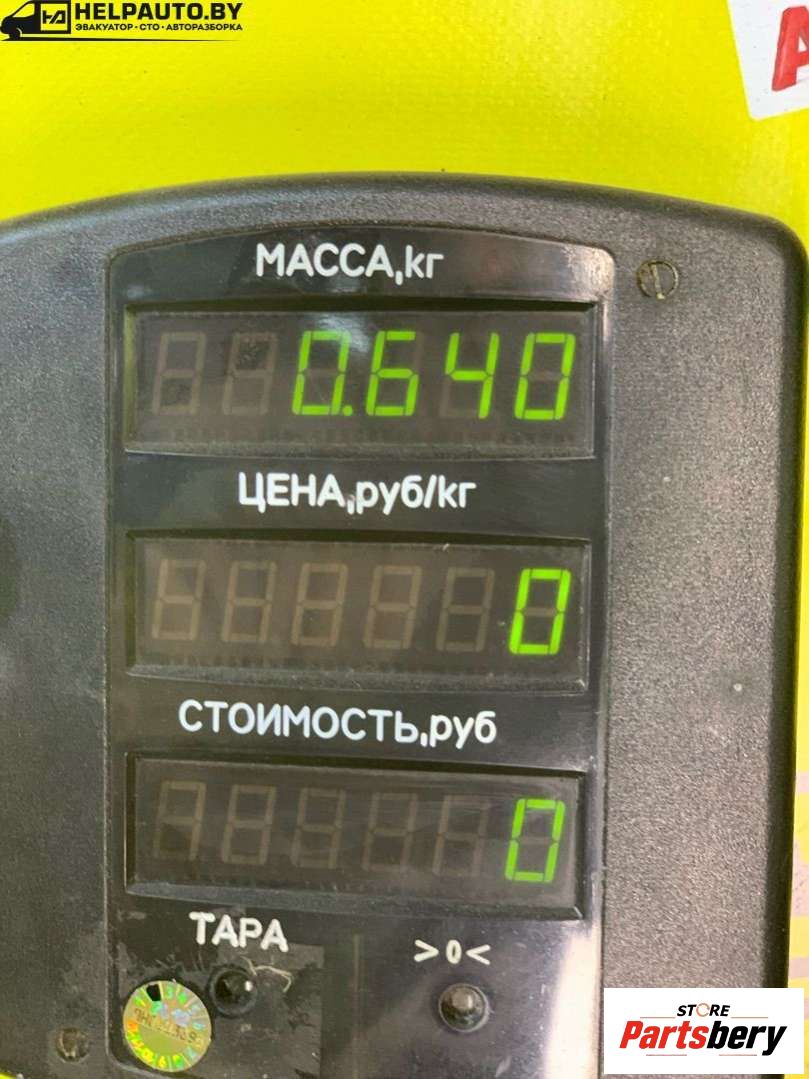 HELPAUTO.BY
ЭВАКУАТОР • СТО • АВТОРАЗБОРКА
МАССА,кг
0.640
ЦЕНА,руб/кг
0
СТОИМОСТЬ,руб
0
ТАРА
>0<
STORE
Partsbery